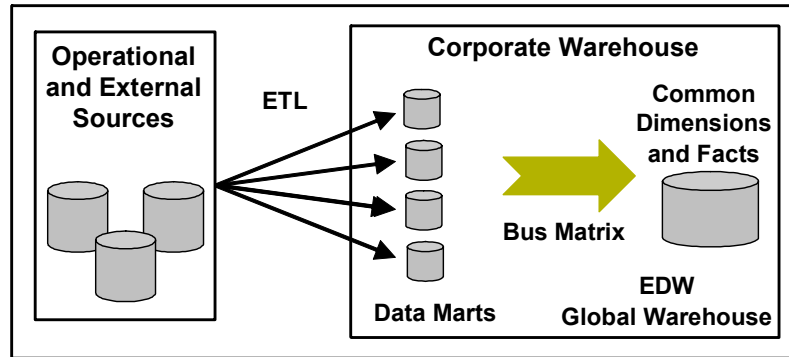 Operational
and External
Sources
ETL
Corporate Warehouse
Common
Dimensions
and Facts
Bus Matrix
Data Marts
EDW
Global Warehouse